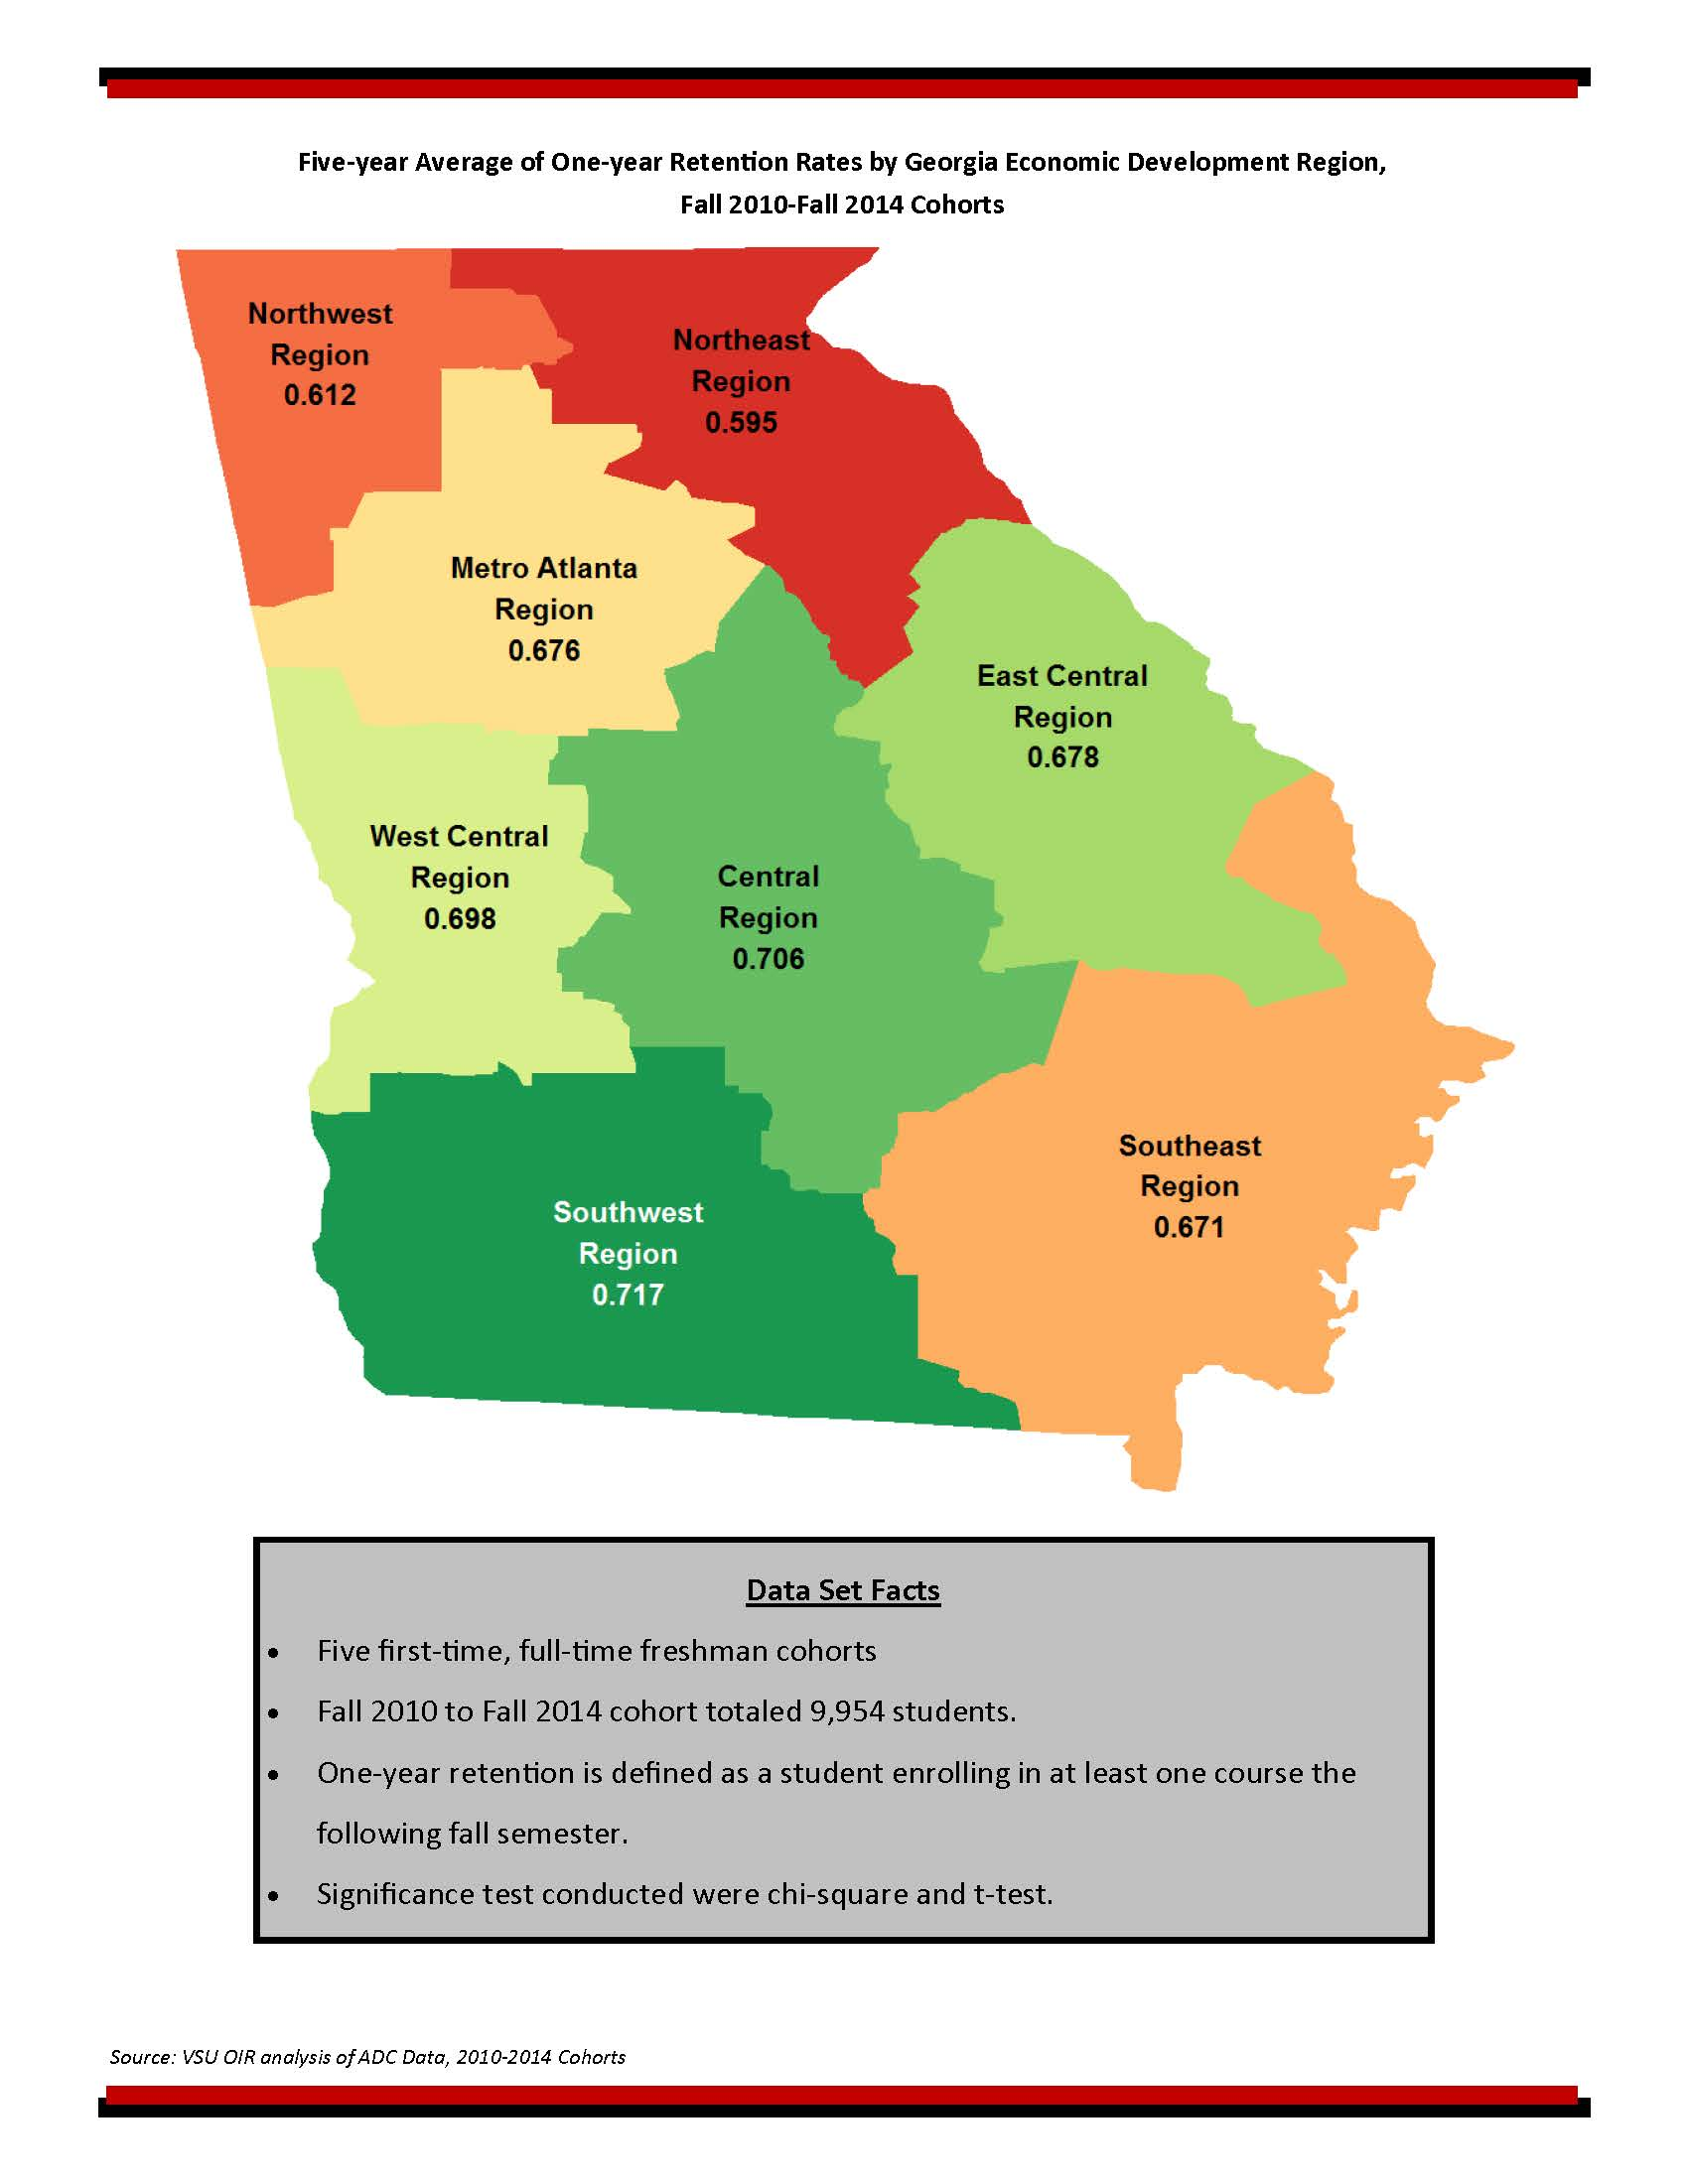 Five-year Average of One-year Retention Rates by Georgia Economic Development Region,
Fall 2010-Fall 2014 Cohorts
Northwest
Region
0.612
Northeast
Region
0.595
Metro Atlanta
Region
0.676
East Central
Region
0.678
West Central
Region
0.698
Central
Region
0.706
Southeast
Region
0.671
Southwest
Region
0.717
Data Set Facts
• Five first-time, full-time freshman cohorts
• Fall 2010 to Fall 2014 cohort totaled 9,954 students.
• One-year retention is defined as a student enrolling in at least one course the
following fall semester.
• Significance test conducted were chi-square and t-test.
Source: VSU OIR analysis of ADC Data, 2010-2014 Cohorts